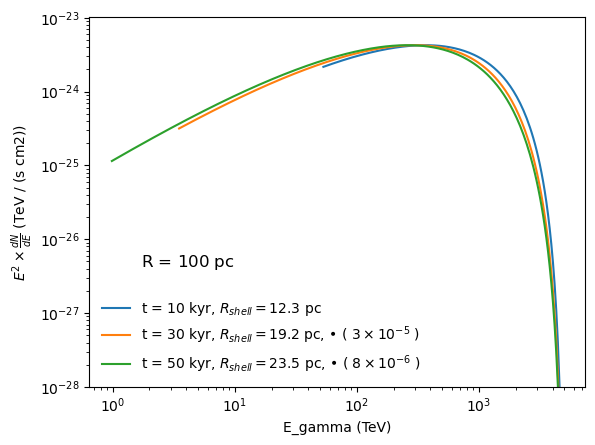 10⁻²³
10⁻²⁴
10⁻²⁵
10⁻²⁶
10⁻²⁷
10⁻²⁸
E² × dN/dE (TeV / (s cm2))
R = 100 pc
t = 10 kyr, R_shell = 12.3 pc
t = 30 kyr, R_shell = 19.2 pc, • ( 3 × 10⁻⁵ )
t = 50 kyr, R_shell = 23.5 pc, • ( 8 × 10⁻⁶ )
10⁰ 10¹ 10² 10³
E_gamma (TeV)